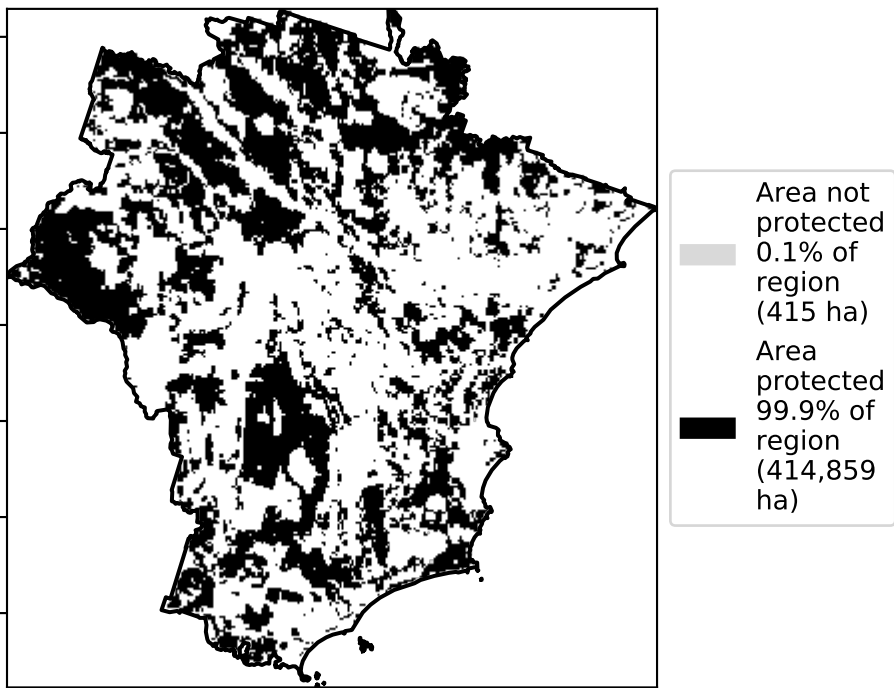 Area not
protected
0.1% of
region
(415 ha)
Area
protected
99.9% of
region
(414,859
ha)